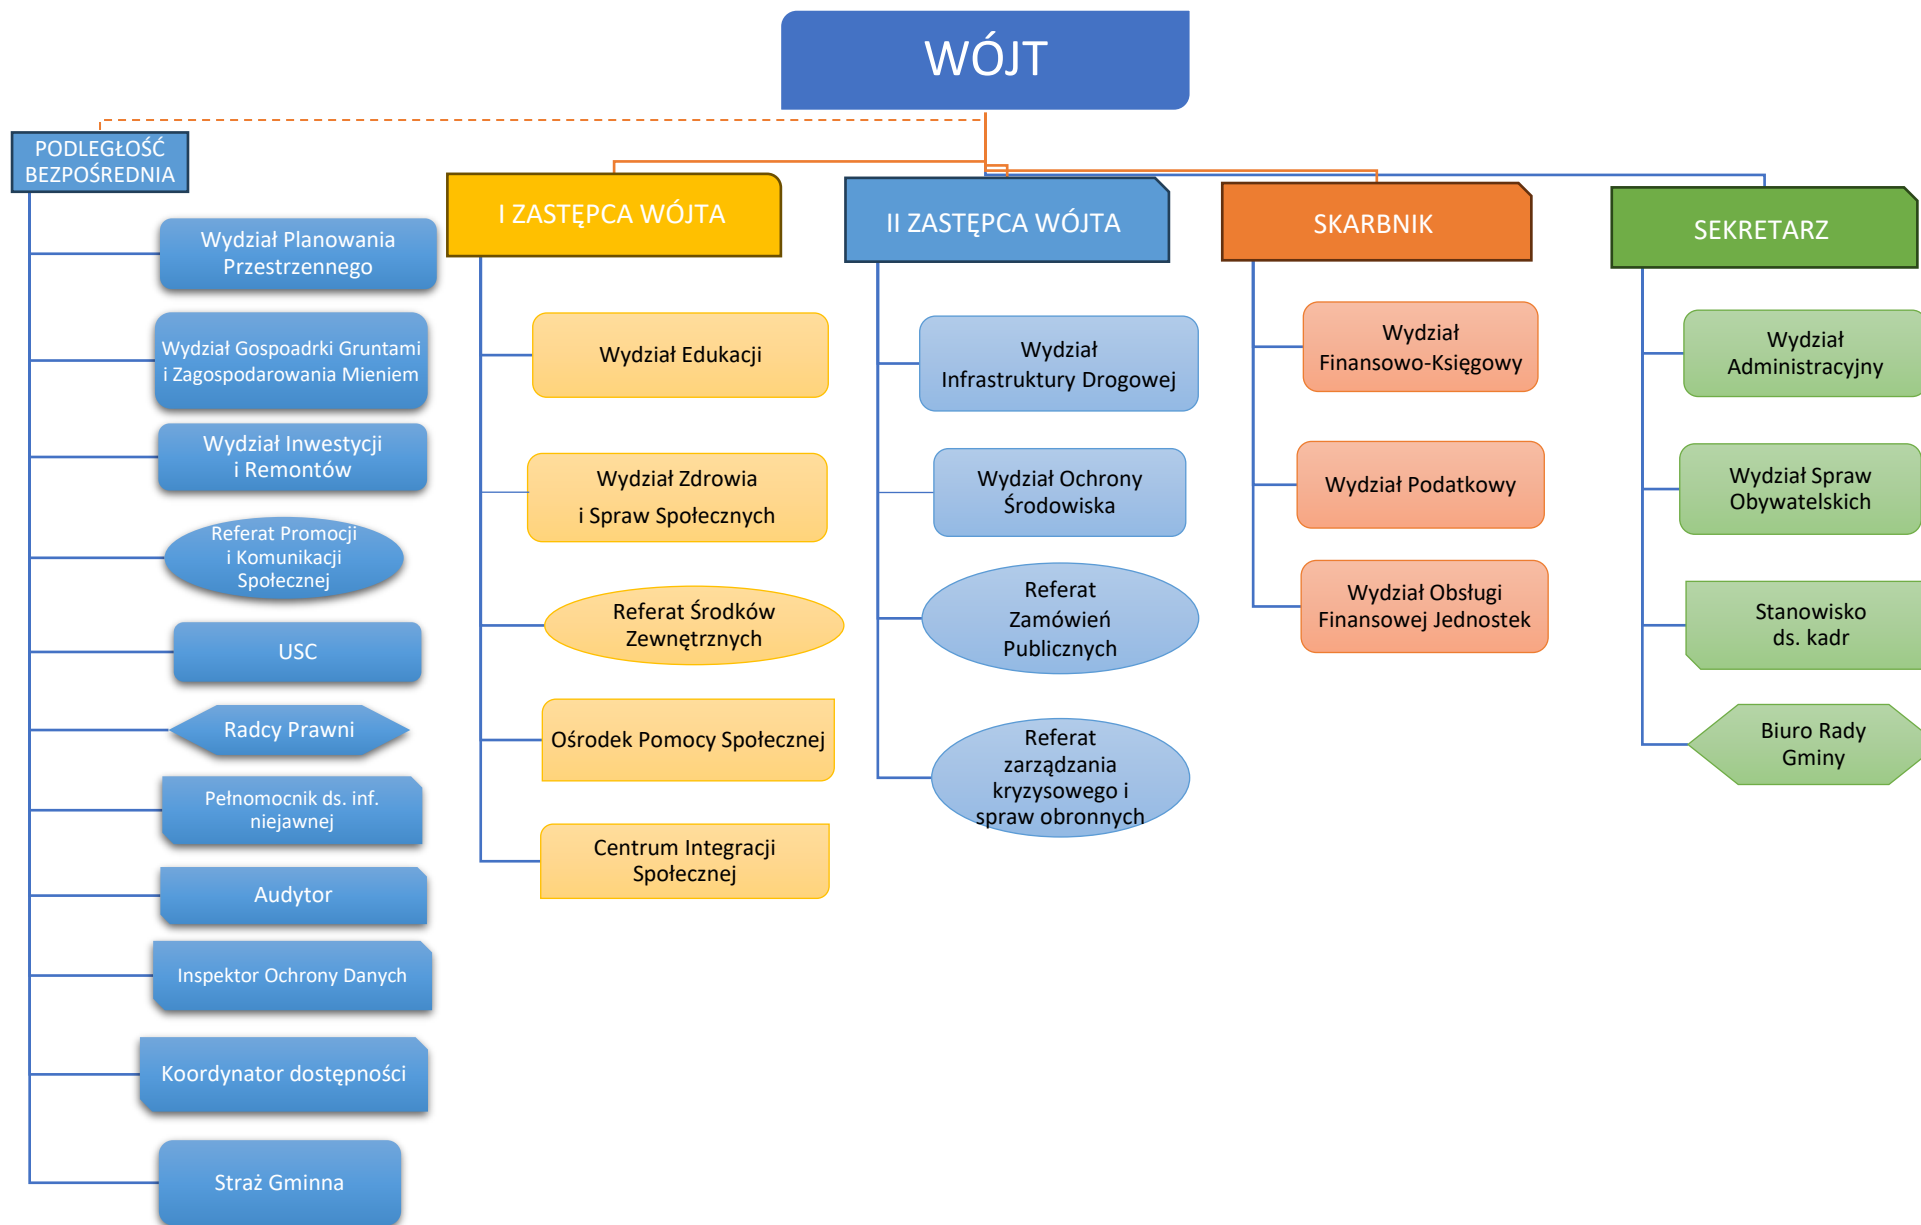 WÓJT
PODLEGŁOŚĆ
BEZPOŚREDNIA
Wydział Planowania
Przestrzennego
Wydział Gospoadrki Gruntami
i Zagospodarowania Mieniem
Wydział Inwestycji
i Remontów
Referat Promocji
i Komunikacji
Społecznej
USC
Radcy Prawni
Pełnomocnik ds. inf.
niejawnej
Audytor
Inspektor Ochrony Danych
Koordynator dostępności
Straż Gminna
I ZASTĘPCA WÓJTA
Wydział Edukacji
Wydział Zdrowia
i Spraw Społecznych
Referat Środków
Zewnętrznych
Ośrodek Pomocy Społecznej
Centrum Integracji
Społecznej
II ZASTĘPCA WÓJTA
Wydział
Infrastruktury Drogowej
Wydział Ochrony
Środowiska
Referat
Zamówień
Publicznych
Referat
zarządzania
kryzysowego i
spraw obronnych
SKARBNIK
Wydział
Finansowo-Księgowy
Wydział Podatkowy
Wydział Obsługi
Finansowej Jednostek
SEKRETARZ
Wydział
Administracyjny
Wydział Spraw
Obywatelskich
Stanowisko
ds. kadr
Biuro Rady
Gminy